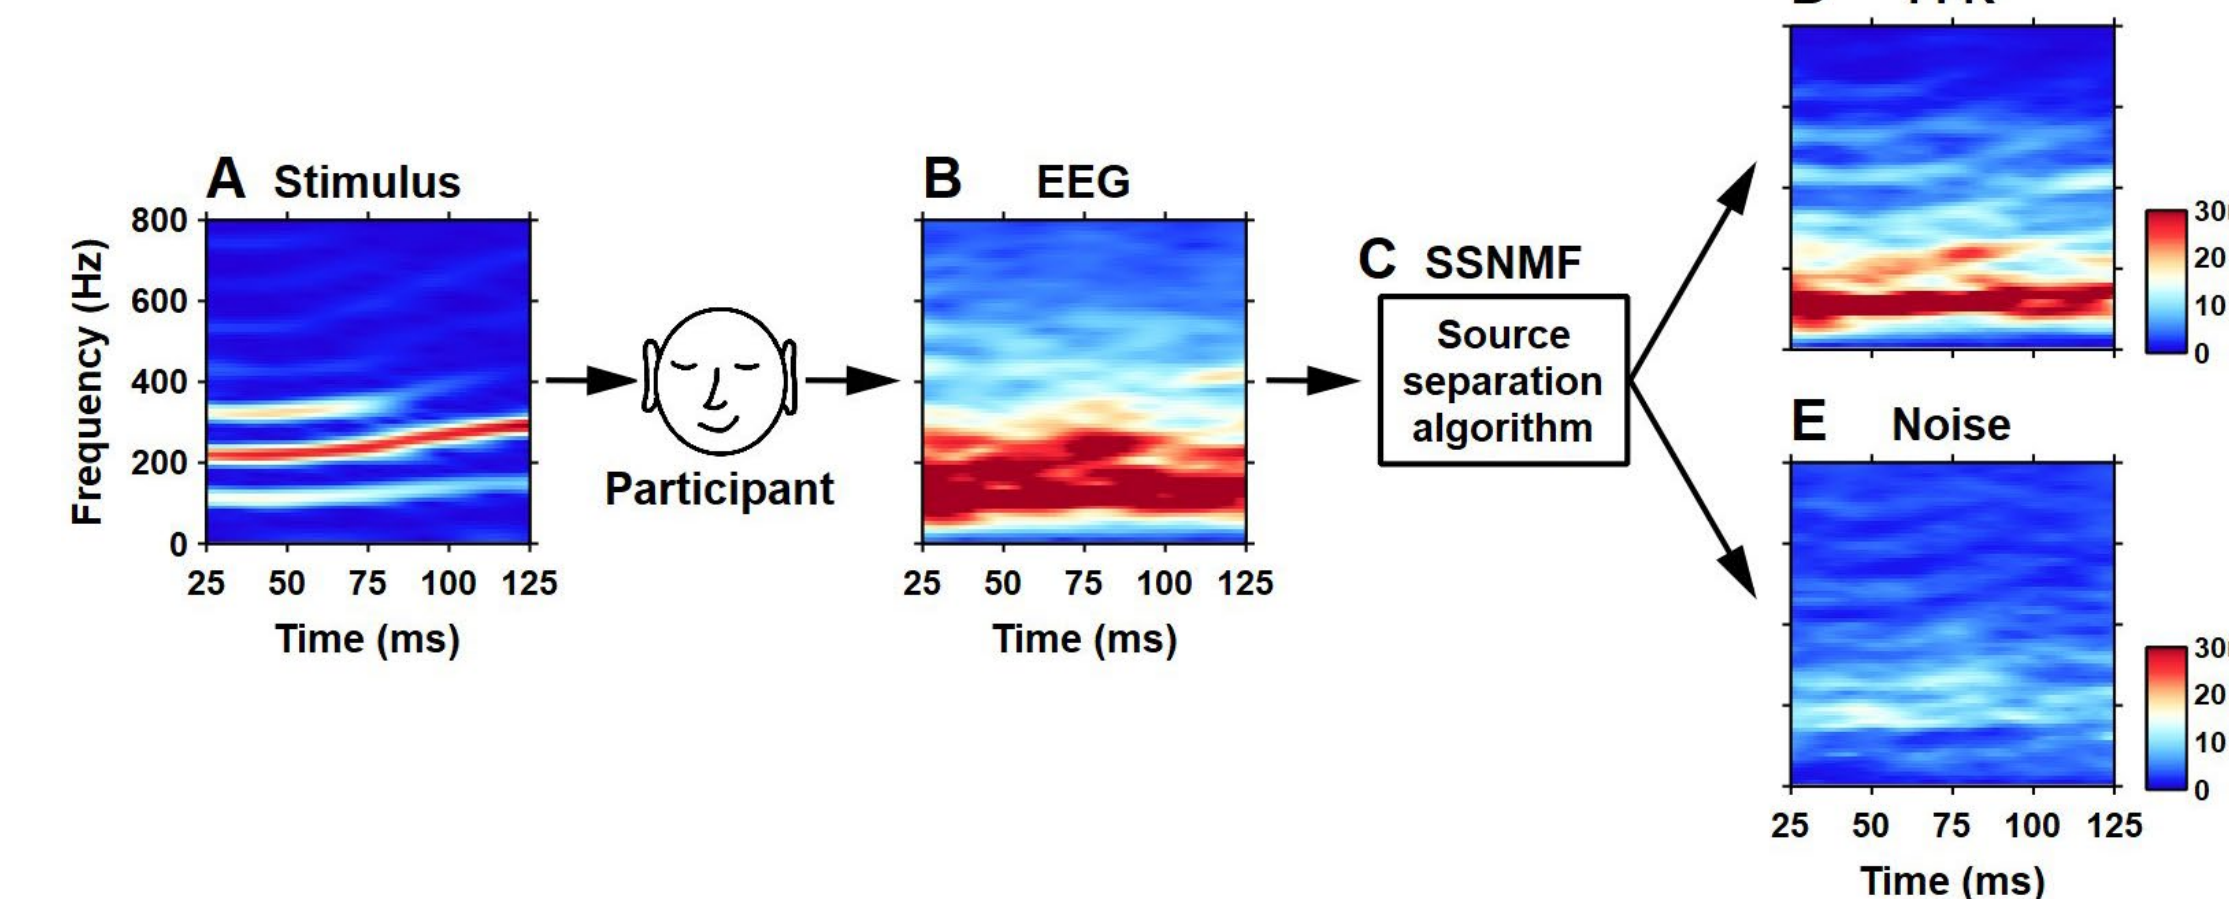 A Stimulus
Frequency (Hz)
800
600
400
200
0
25 50 75 100 125
Time (ms)
Participant
B EEG
25 50 75 100 125
Time (ms)
C SSNMF
Source
separation
algorithm
30
20
10
0
E Noise
30
20
10
0
25 50 75 100 125
Time (ms)